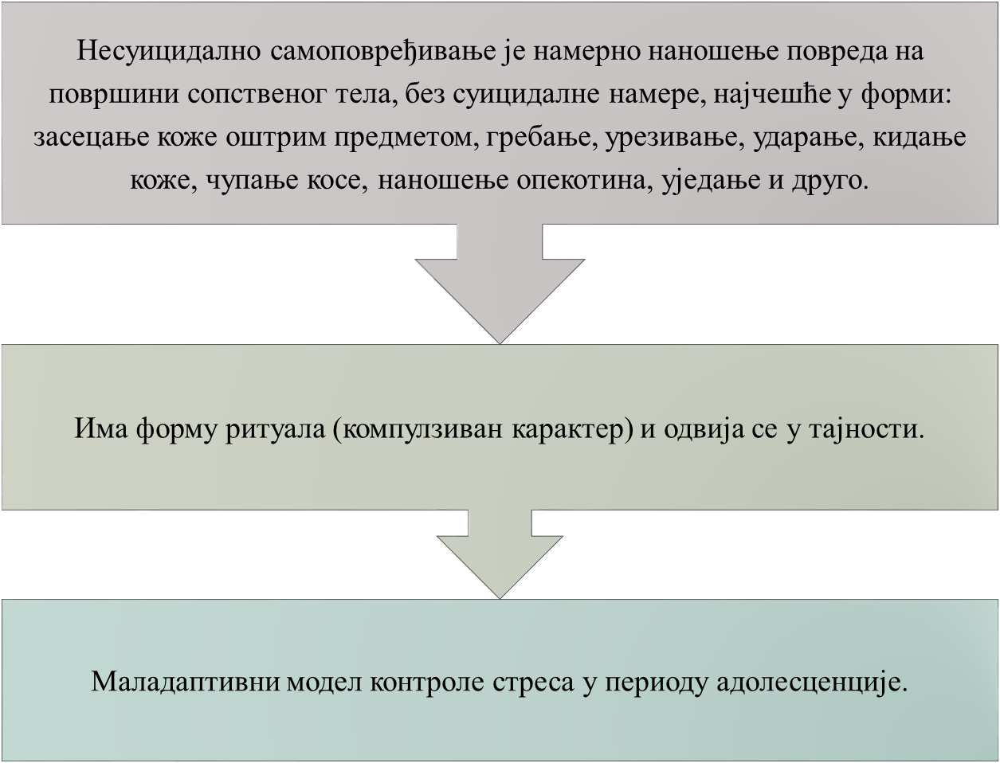 Несуицидално самоповређивање је намерно наношење повреда на
површини сопственог тела, без суицидалне намере, најчешће у форми:
засецање коже оштрим предметом, гребање, урезивање, ударање, кидање
коже, чупање косе, наношење опекотина, уједање и друго.
Има форму ритуала (компулзиван карактер) и одвија се у тајности.
Маладаптивни модел контроле стреса у периоду адолесценције.